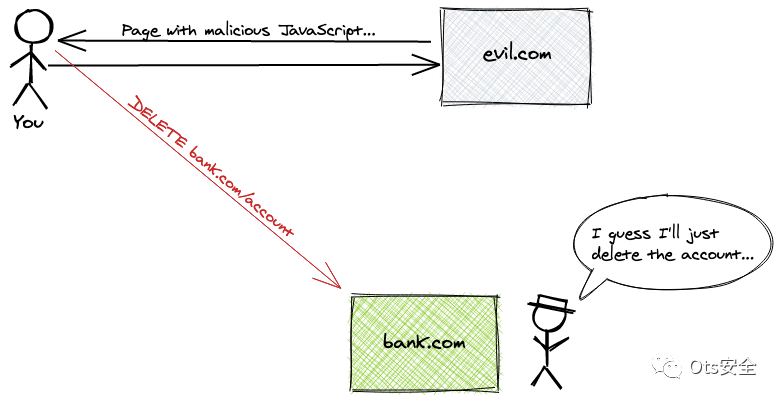 Page with malicious JavaScript...
evil.com
You
DELETE bank.com/account
I guess I'll just
delete the account...
bank.com
Ots安全